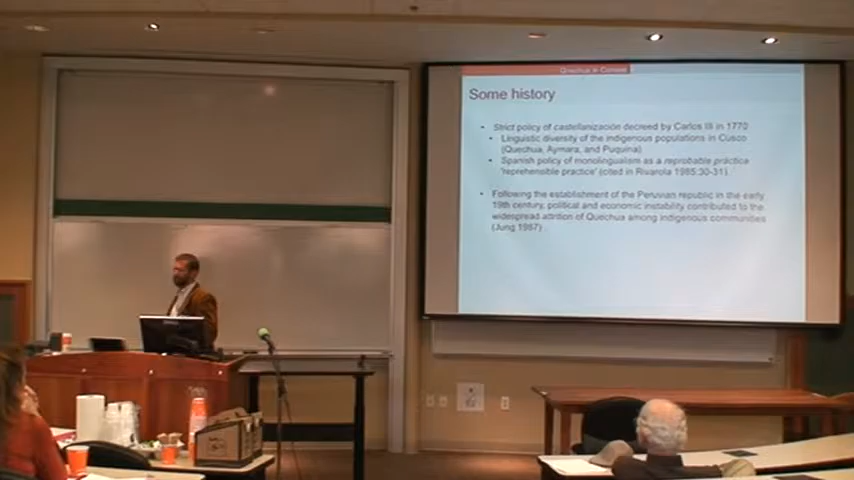 Quechua in Contact
Some history
• Strict policy of castellanización decreed by Carlos III in 1770
• Linguistic diversity of the indigenous populations in Cusco
(Quechua, Aymara, and Puquina)
• Spanish policy of monolingualism as a reprobable práctica
'reprehensible practice' (cited in Rivarola 1985:30-31).
• Following the establishment of the Peruvian republic in the early
19th century, political and economic instability contributed to the
widespread attrition of Quechua among indigenous communities
(Jung 1987)